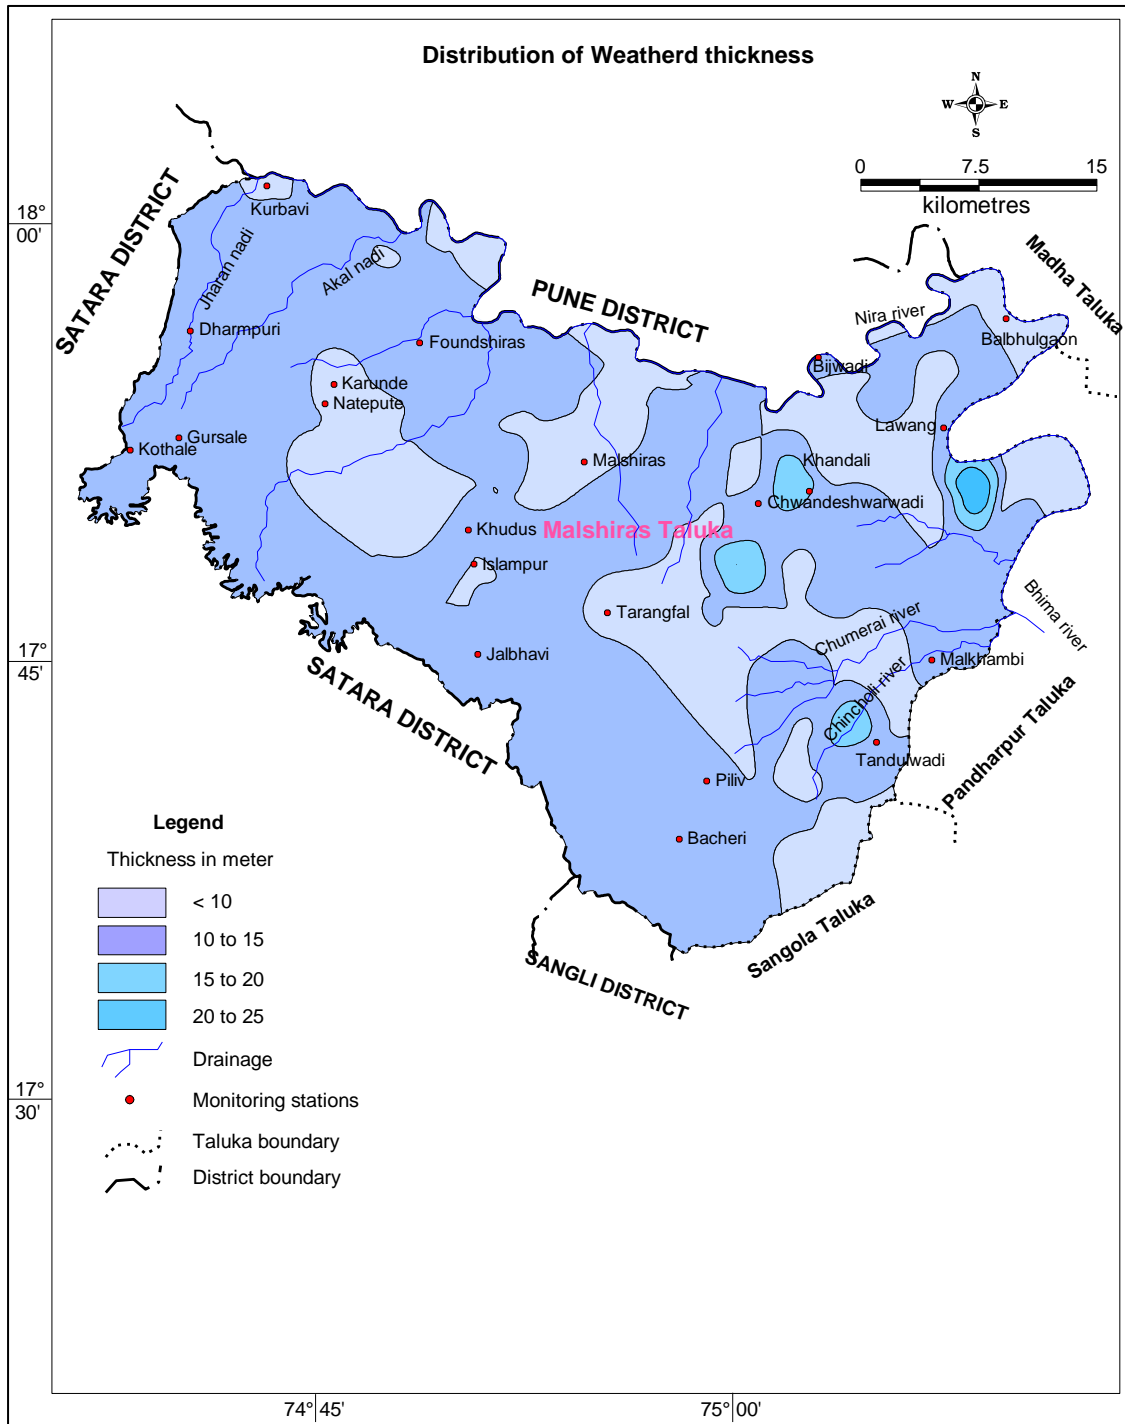 Distribution of Weatherd thickness
N
W E
S
0 7.5 15
kilometres
18°
00'
SATARA DISTRICT
Kurbavi
Jharan nadi
Akal nadi
PUNE DISTRICT
Madha Taluka
Nira river
Balbhulgaon
Dharmpuri
Foundshiras
Bijwadi
Karunde
Natepute
Lawang
Gursale
Kothale
Malshiras
Khandali
Chwandeshwarwadi
Khudus
Malshiras Taluka
Islampur
Tarangfal
Chumerai river
Bhima river
17°
45'
Jalbhavi
SATARA DISTRICT
Malkhambi
Chincholi river
Tandulwadi
Pandharpur Taluka
Piliv
Bacheri
Sangola Taluka
SANGLI DISTRICT
Legend
Thickness in meter
< 10
10 to 15
15 to 20
20 to 25
Drainage
Monitoring stations
Taluka boundary
District boundary
17°
30'
74° 45' 75° 00'